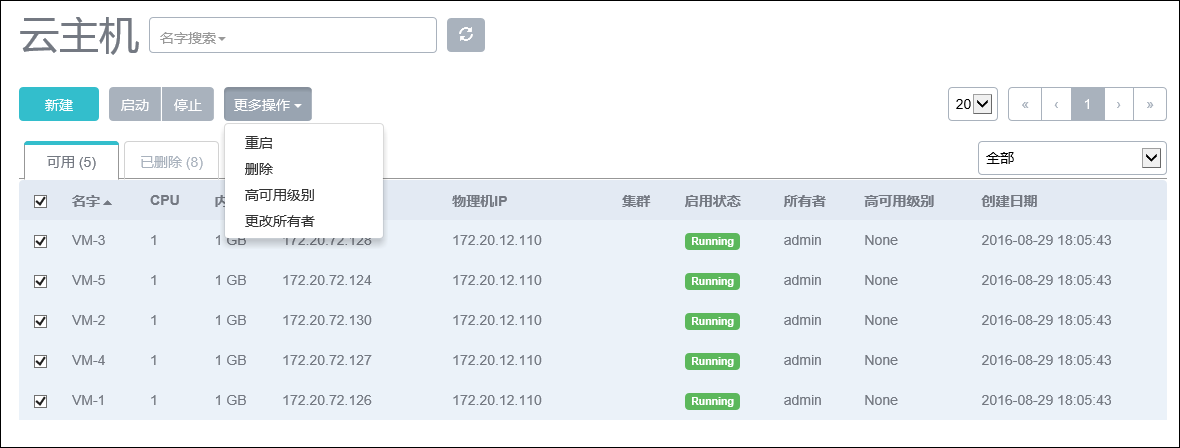 云主机 名字搜索
新建 启动 停止 更多操作 20 « ‹ 1 › »
可用 (5) 已删除 (8) 全部
重启
删除
高可用级别
更改所有者
名字 CPU 物理机IP 集群 启用状态 所有者 高可用级别 创建日期
VM-3 1 1 GB 172.20.72.128 172.20.12.110 Running admin None 2016-08-29 18:05:43
VM-5 1 1 GB 172.20.72.124 172.20.12.110 Running admin None 2016-08-29 18:05:43
VM-2 1 1 GB 172.20.72.130 172.20.12.110 Running admin None 2016-08-29 18:05:43
VM-4 1 1 GB 172.20.72.127 172.20.12.110 Running admin None 2016-08-29 18:05:43
VM-1 1 1 GB 172.20.72.126 172.20.12.110 Running admin None 2016-08-29 18:05:43